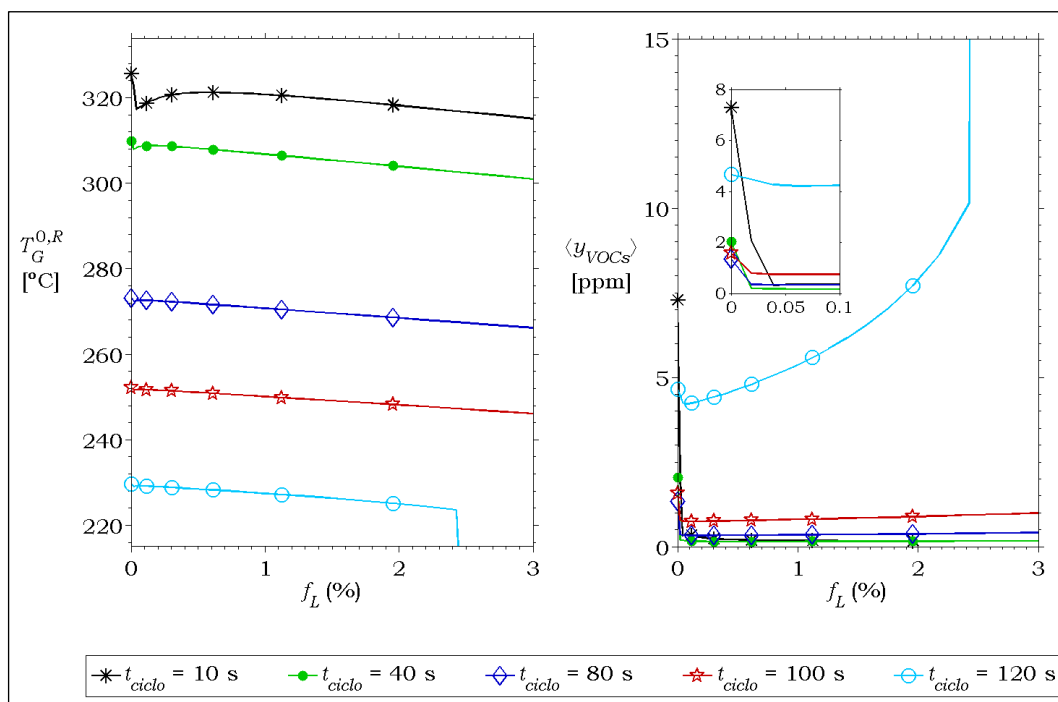 320
300
280
260
240
220
T_G^{0,R}
[ºC]
0
1
2
3
f_L (%)
15
10
5
0
⟨y_VOCs⟩
[ppm]
8
6
4
2
0
0
0.05
0.1
0
1
2
3
f_L (%)
t_ciclo = 10 s
t_ciclo = 40 s
t_ciclo = 80 s
t_ciclo = 100 s
t_ciclo = 120 s